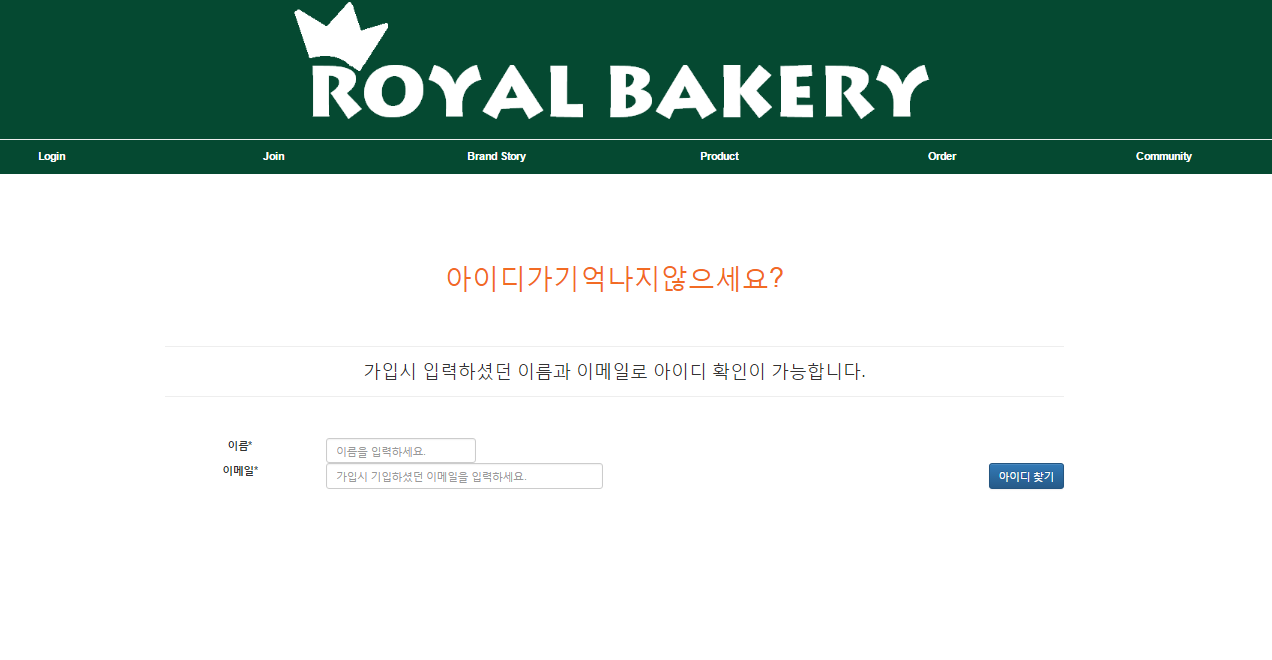 ROYAL BAKERY
Login Join Brand Story Product Order Community
아이디가기억나지않으세요?
가입시 입력하셨던 이름과 이메일로 아이디 확인이 가능합니다.
이름* 이름을 입력하세요.
이메일* 가입시 기입하셨던 이메일을 입력하세요. 아이디 찾기